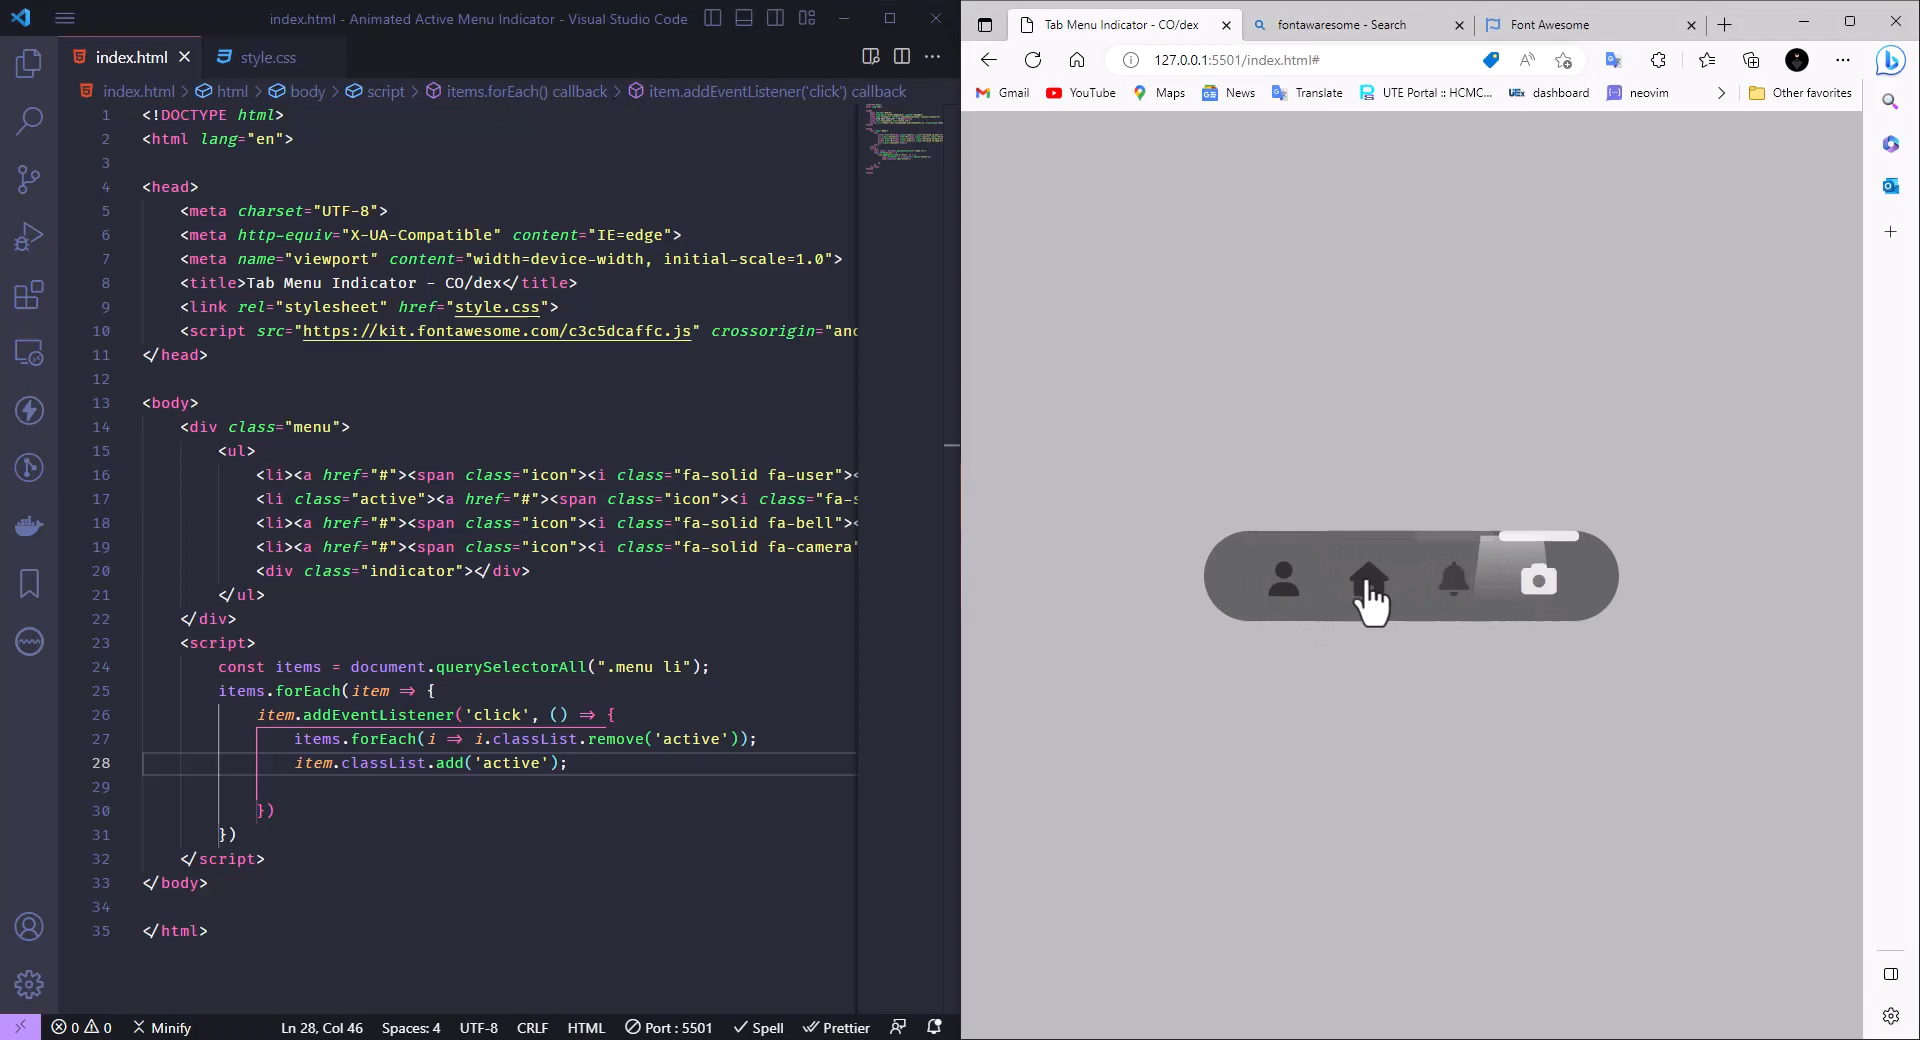 index.html - Animated Active Menu Indicator - Visual Studio Code
index.html
style.css
index.html > html > body > script > items.forEach() callback > item.addEventListener('click') callback
1 <!DOCTYPE html>
2 <html lang="en">
3
4 <head>
5 <meta charset="UTF-8">
6 <meta http-equiv="X-UA-Compatible" content="IE=edge">
7 <meta name="viewport" content="width=device-width, initial-scale=1.0">
8 <title>Tab Menu Indicator - CO/dex</title>
9 <link rel="stylesheet" href="style.css">
10 <script src="https://kit.fontawesome.com/c3c5dcaffc.js" crossorigin="ano
11 </head>
12
13 <body>
14 <div class="menu">
15 <ul>
16 <li><a href="#"><span class="icon"><i class="fa-solid fa-user"><
17 <li class="active"><a href="#"><span class="icon"><i class="fa-s
18 <li><a href="#"><span class="icon"><i class="fa-solid fa-bell"><
19 <li><a href="#"><span class="icon"><i class="fa-solid fa-camera"
20 <div class="indicator"></div>
21 </ul>
22 </div>
23 <script>
24 const items = document.querySelectorAll(".menu li");
25 items.forEach(item => {
26 item.addEventListener('click', () => {
27 items.forEach(i => i.classList.remove('active'));
28 item.classList.add('active');
29
30 })
31 })
32 </script>
33 </body>
34
35 </html>
0 0 Minify Ln 28, Col 46 Spaces: 4 UTF-8 CRLF HTML Port : 5501 Spell Prettier
Tab Menu Indicator - CO/dex
fontawaresome - Search
Font Awesome
127.0.0.1:5501/index.html#
Gmail YouTube Maps News Translate UTE Portal :: HCMC... UEx dashboard neovim Other favorites